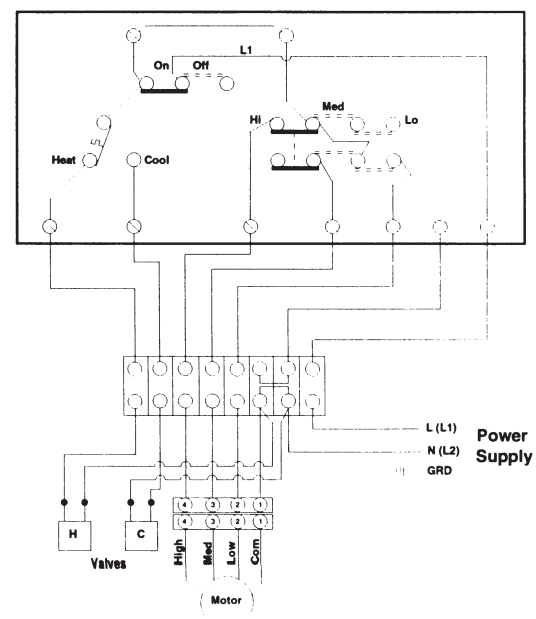 L1
On Off
Med
Hi
Lo
Heat
Cool
L (L1)
N (L2)
GRD
Power
Supply
4 3 2 1
4 3 2 1
H
C
Valves
High
Med
Low
Com
Motor